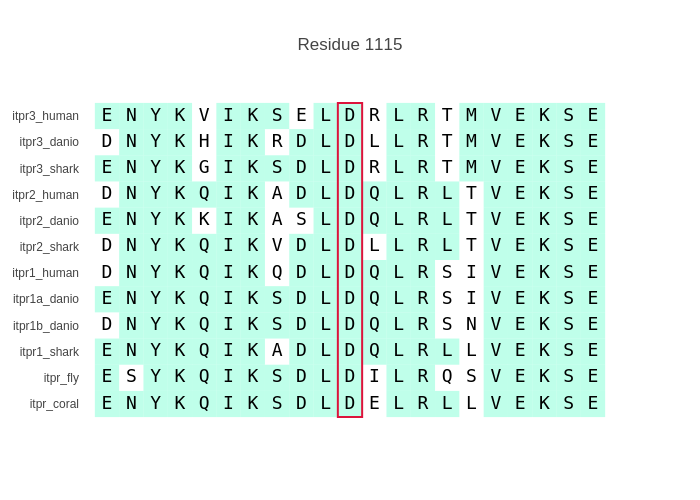 Residue 1115
itpr3_human E N Y K V I K S E L D R L R T M V E K S E
itpr3_danio D N Y K H I K R D L D L L R T M V E K S E
itpr3_shark E N Y K G I K S D L D R L R T M V E K S E
itpr2_human D N Y K Q I K A D L D Q L R L T V E K S E
itpr2_danio E N Y K K I K A S L D Q L R L T V E K S E
itpr2_shark D N Y K Q I K V D L D L L R L T V E K S E
itpr1_human D N Y K Q I K Q D L D Q L R S I V E K S E
itpr1a_danio E N Y K Q I K S D L D Q L R S I V E K S E
itpr1b_danio D N Y K Q I K S D L D Q L R S N V E K S E
itpr1_shark E N Y K Q I K A D L D Q L R L L V E K S E
itpr_fly E S Y K Q I K S D L D I L R Q S V E K S E
itpr_coral E N Y K Q I K S D L D E L R L L V E K S E